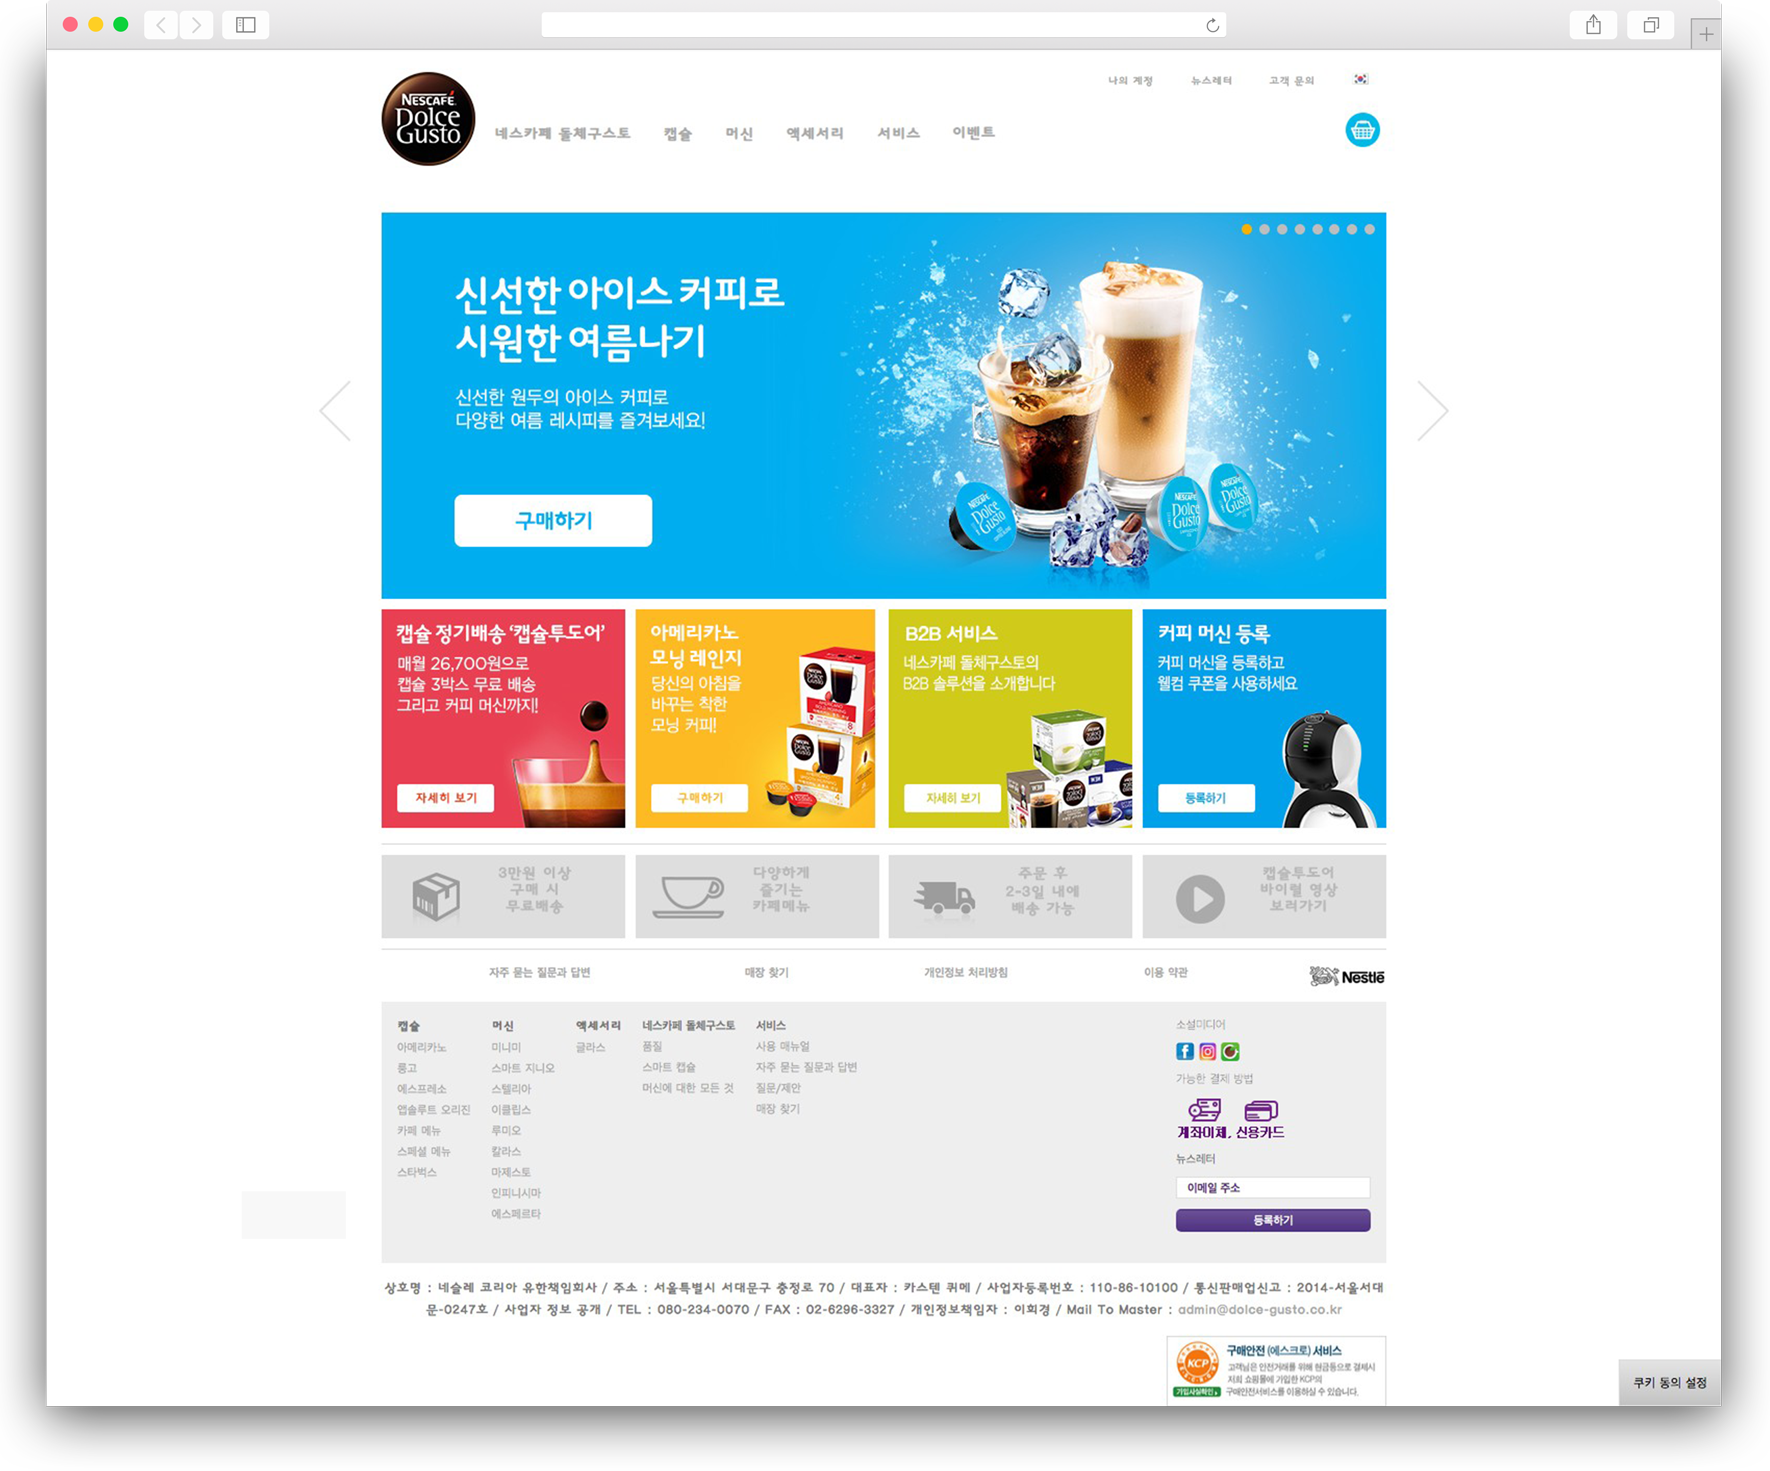 나의 계정
뉴스레터
고객 문의
NESCAFÉ
Dolce
Gusto
네스카페 돌체구스토
캡슐
머신
액세서리
서비스
이벤트
신선한 아이스 커피로
시원한 여름나기
신선한 원두의 아이스 커피로
다양한 여름 레시피를 즐겨보세요!
구매하기
NESCAFÉ
Dolce
Gusto
NESCAFÉ
Dolce
Gusto
NESCAFÉ
Dolce
Gusto
캡슐 정기배송 ‘캡슐투도어’
매월 26,700원으로
캡슐 3박스 무료 배송
그리고 커피 머신까지!
자세히 보기
아메리카노
모닝 레인지
당신의 아침을
바꾸는 착한
모닝 커피!
구매하기
B2B 서비스
네스카페 돌체구스토의
B2B 솔루션을 소개합니다
자세히 보기
커피 머신 등록
커피 머신을 등록하고
웰컴 쿠폰을 사용하세요
등록하기
3만원 이상
구매 시
무료배송
다양하게
즐기는
카페메뉴
주문 후
2-3일 내에
배송 가능
캡슐투도어
바이럴 영상
보러가기
자주 묻는 질문과 답변
매장 찾기
개인정보 처리방침
이용 약관
Nestlé
캡슐
아메리카노
룽고
에스프레소
앱솔루트 오리진
카페 메뉴
스페셜 메뉴
스타벅스
머신
미니미
스마트 지니오
스텔리아
이클립스
루미오
칼라스
마제스토
인피니시마
에스페르타
액세서리
글라스
네스카페 돌체구스토
품질
스마트 캡슐
머신에 대한 모든 것
서비스
사용 매뉴얼
자주 묻는 질문과 답변
질문/제안
매장 찾기
소셜미디어
가능한 결제 방법
계좌이체, 신용카드
뉴스레터
이메일 주소
등록하기
상호명 : 네슬레 코리아 유한책임회사 / 주소 : 서울특별시 서대문구 충정로 70 / 대표자 : 카스텐 퀴메 / 사업자등록번호 : 110-86-10100 / 통신판매업신고 : 2014-서울서대
문-0247호 / 사업자 정보 공개 / TEL : 080-234-0070 / FAX : 02-6296-3327 / 개인정보책임자 : 이희경 / Mail To Master : admin@dolce-gusto.co.kr
KCP
가입사실확인
구매안전 (에스크로) 서비스
고객님은 안전거래를 위해 현금등으로 결제시
저희 쇼핑몰에 가입한 KCP의
구매안전서비스를 이용하실 수 있습니다.
쿠키 동의 설정